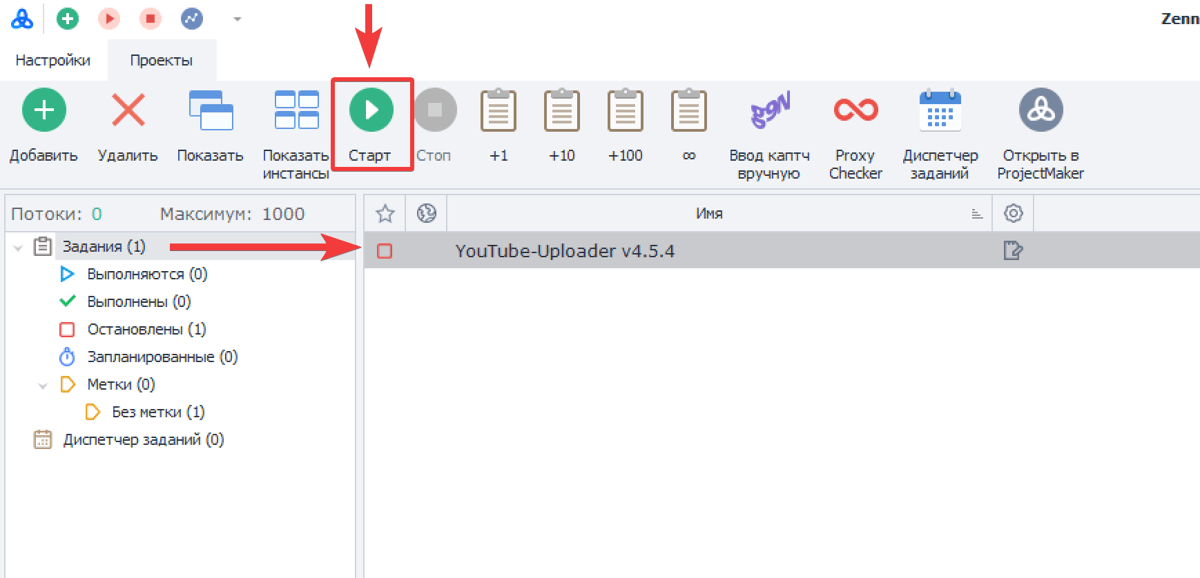 Zenn
Настройки
Проекты
Добавить
Удалить
Показать
Показать
инстансы
Старт
Стоп
+1
+10
+100
∞
Ввод каптч
вручную
Proxy
Checker
Диспетчер
заданий
Открыть в
ProjectMaker
Потоки: 0 Максимум: 1000
Имя
Задания (1)
YouTube-Uploader v4.5.4
Выполняются (0)
Выполнены (0)
Остановлены (1)
Запланированные (0)
Метки (0)
Без метки (1)
Диспетчер заданий (0)